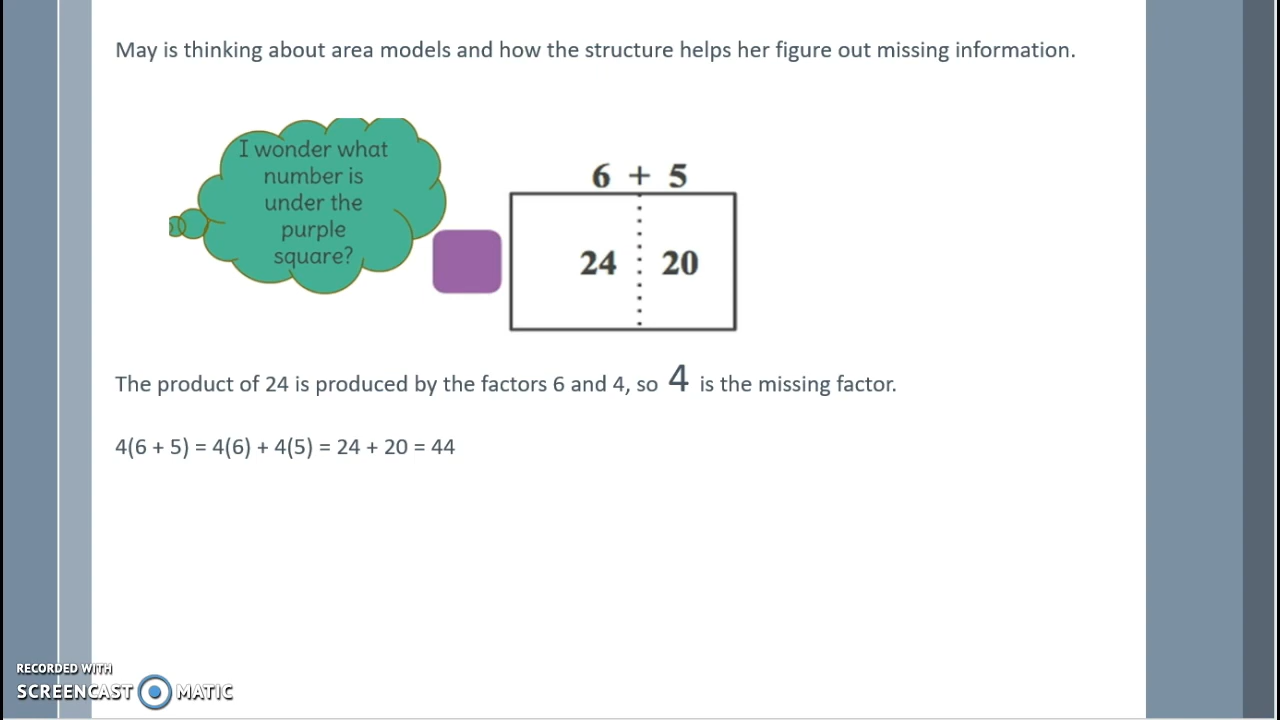 May is thinking about area models and how the structure helps her figure out missing information.
I wonder what
number is
under the
purple
square?
6 + 5
24 20
The product of 24 is produced by the factors 6 and 4, so 4 is the missing factor.
4(6 + 5) = 4(6) + 4(5) = 24 + 20 = 44
RECORDED WITH
SCREENCAST MATIC